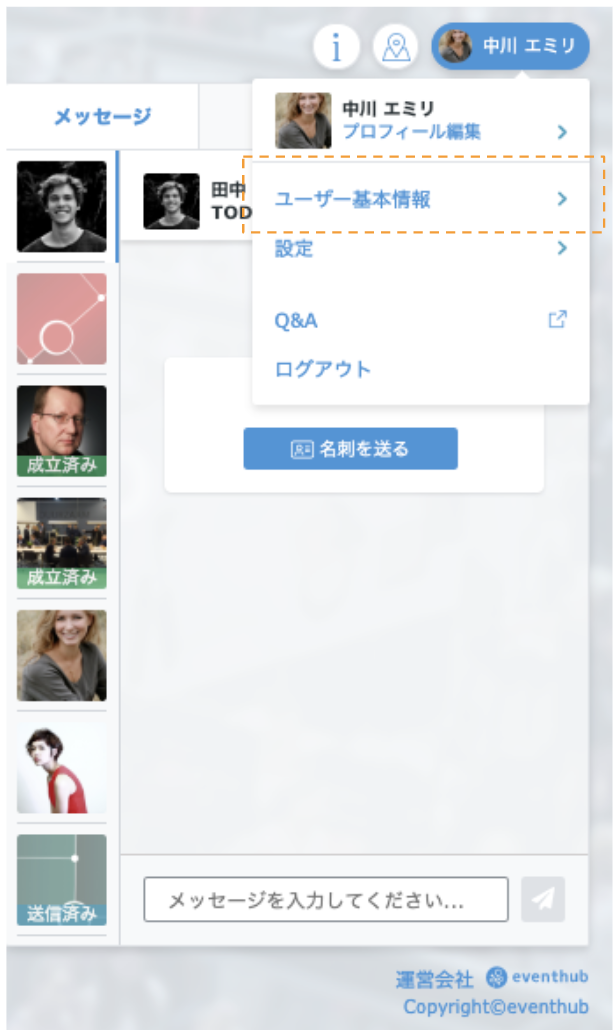 i
中川 エミリ
メッセージ
中川 エミリ
プロフィール編集
田中
TOD
ユーザー基本情報
設定
Q&A
ログアウト
名刺を送る
成立済み
成立済み
送信済み
メッセージを入力してください...
運営会社 eventhub
Copyright©eventhub